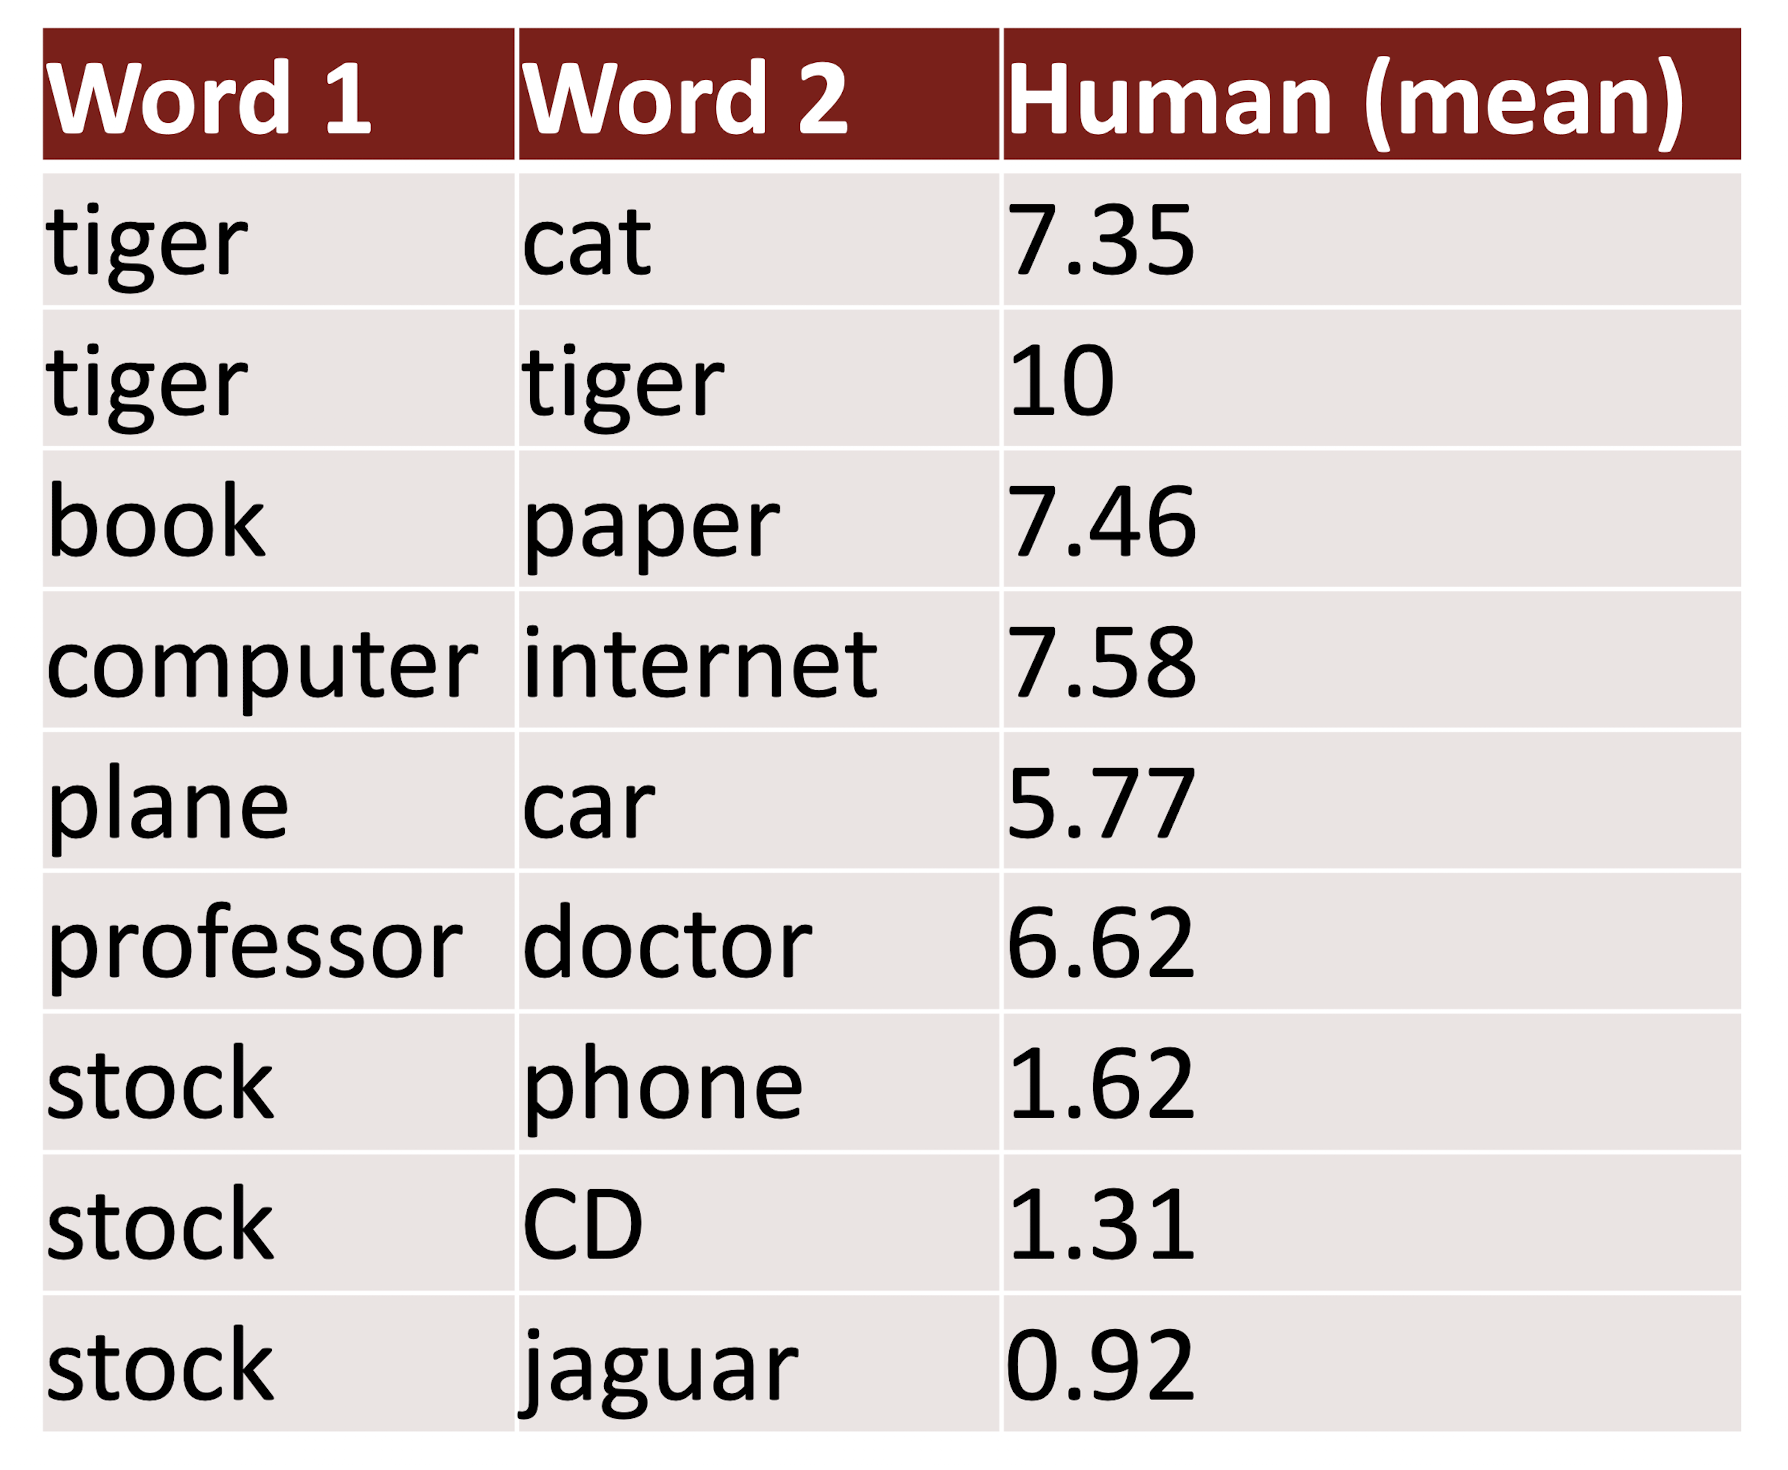 Word 1 Word 2 Human (mean)
tiger cat 7.35
tiger tiger 10
book paper 7.46
computer internet 7.58
plane car 5.77
professor doctor 6.62
stock phone 1.62
stock CD 1.31
stock jaguar 0.92